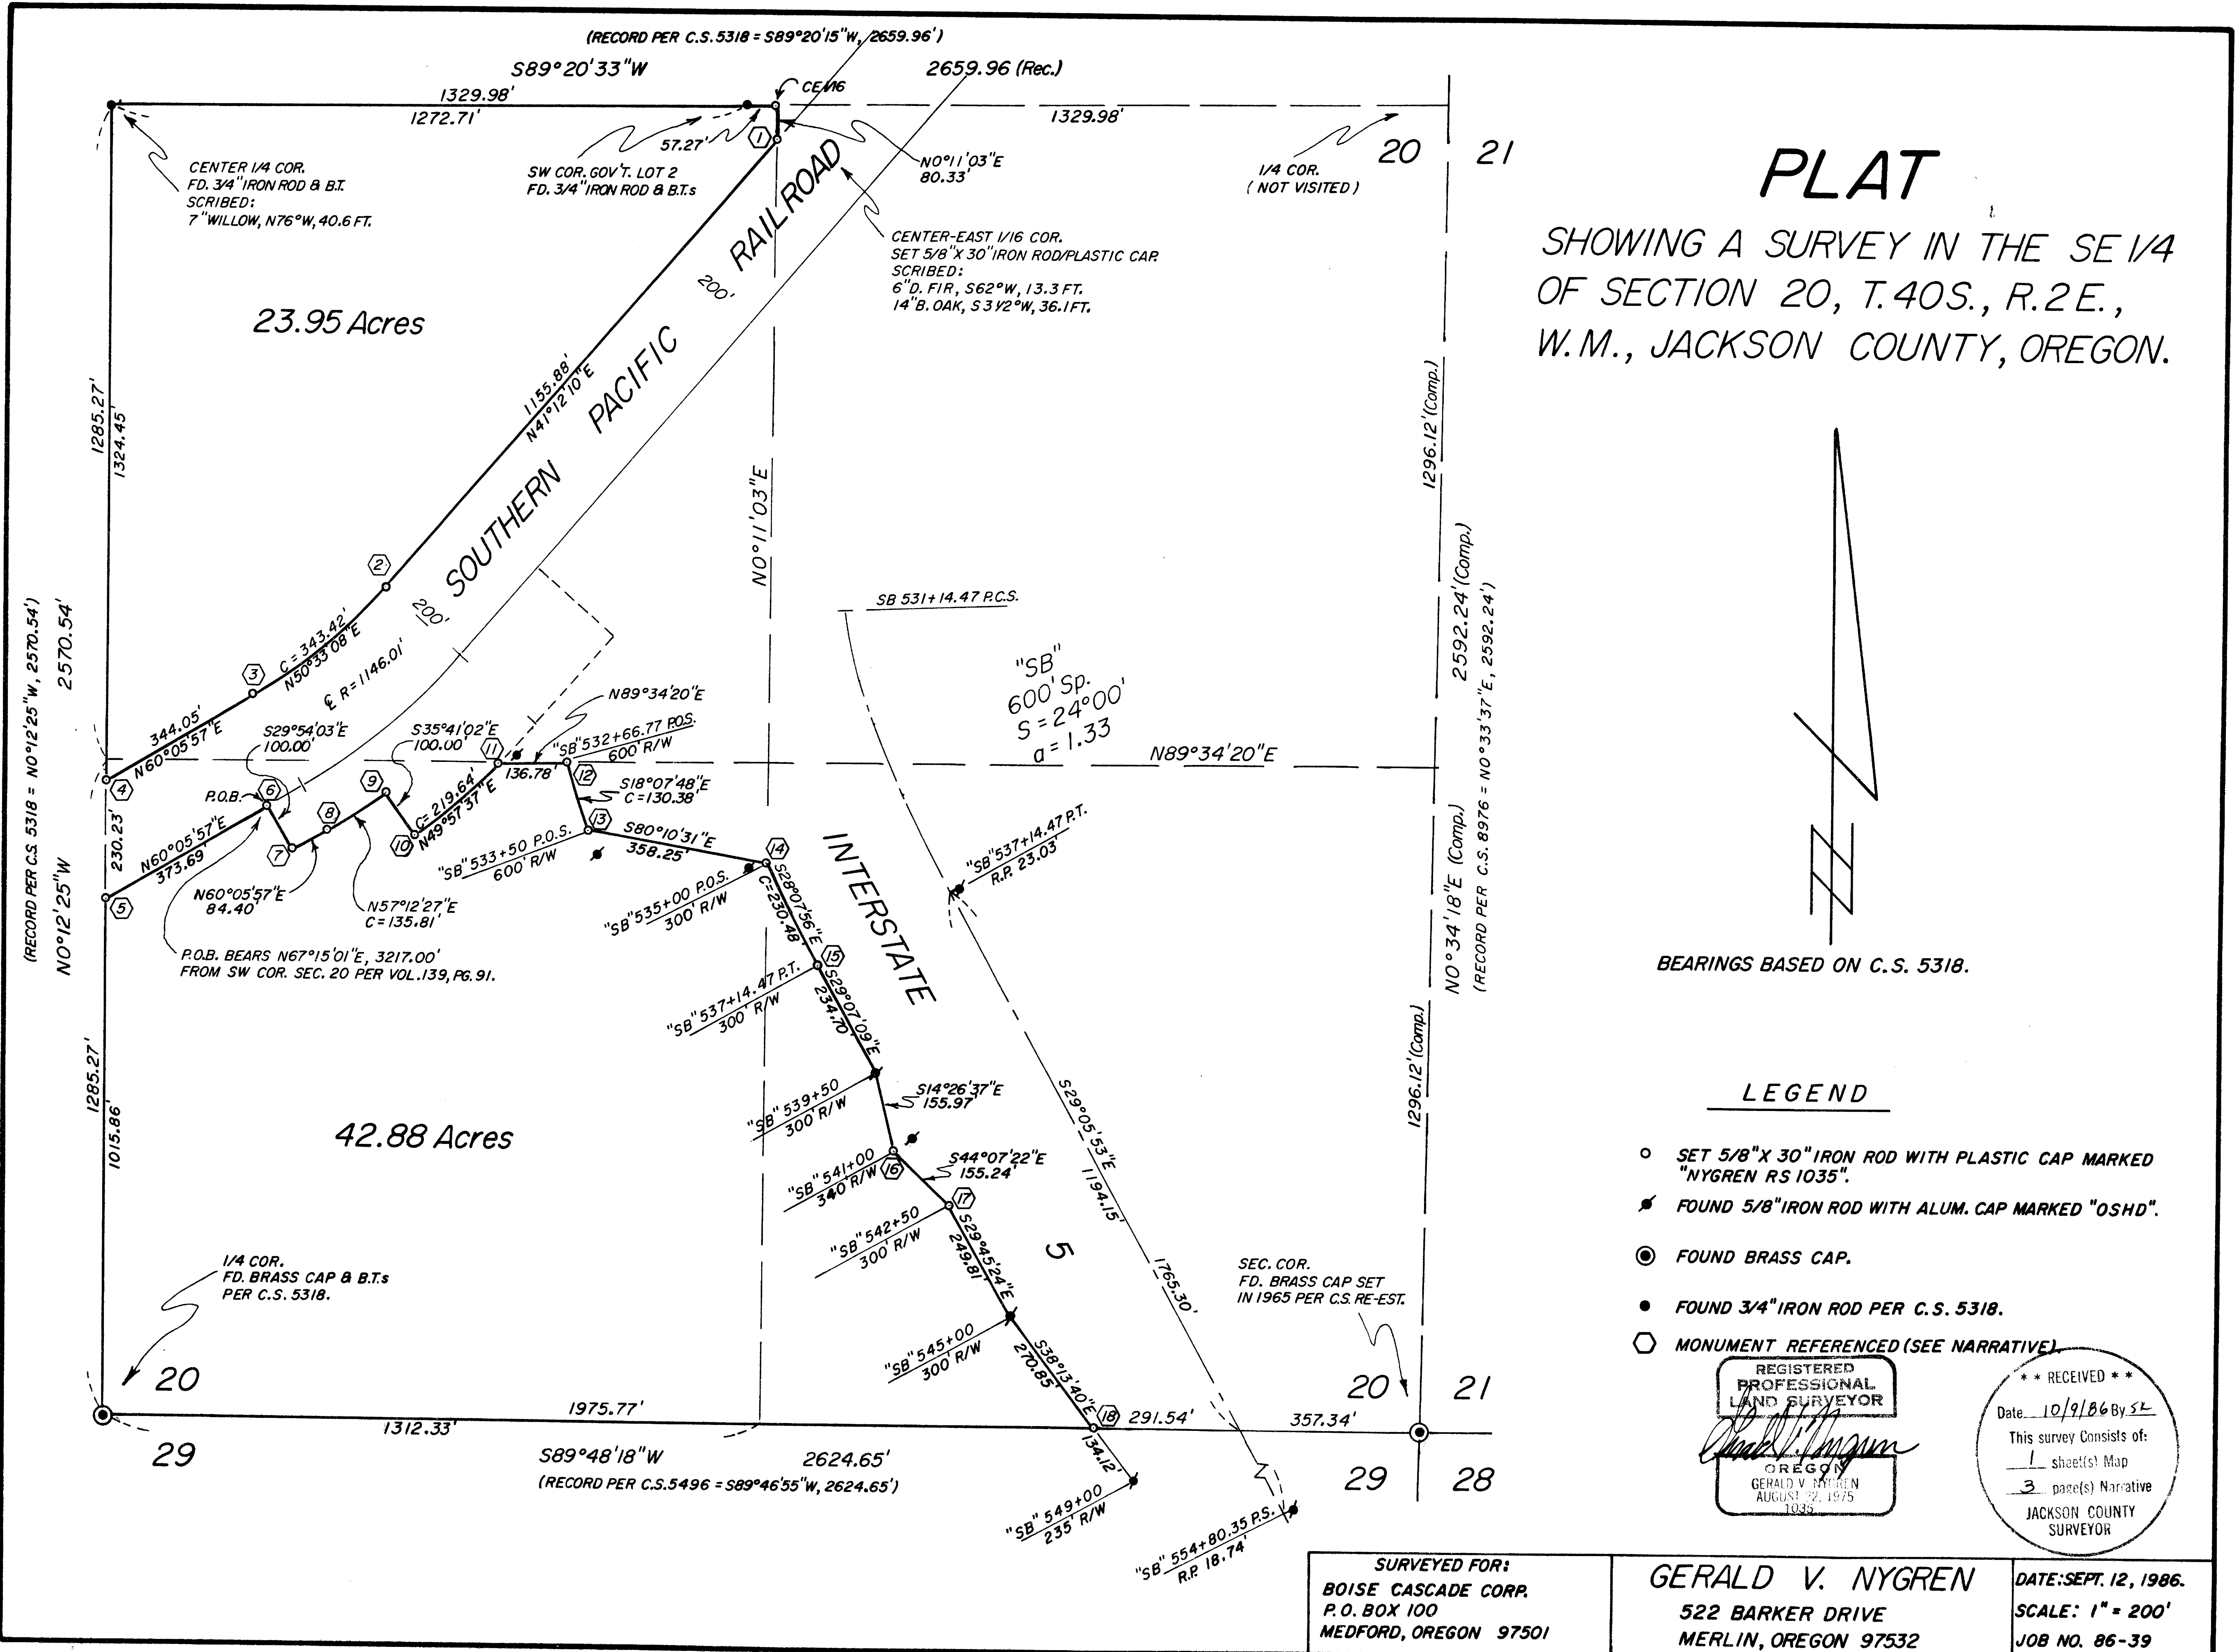 (RECORD PER C.S. 5318 = S89°20'15"W, 2659.96')
S89°20'33"W
2659.96 (Rec.)
1329.98'
1272.71'
57.27'
1329.98'
CENTER 1/4 COR.
FD. 3/4" IRON ROD & B.T.
SCRIBED:
7" WILLOW, N76°W, 40.6 FT.
SW COR. GOV'T. LOT 2
FD. 3/4" IRON ROD & B.T.s
1
N0°11'03"E
80.33'
1/4 COR.
(NOT VISITED)
20
21
CENTER-EAST 1/16 COR.
SET 5/8" X 30" IRON ROD/PLASTIC CAP.
SCRIBED:
6" D. FIR, S62°W, 13.3 FT.
14" B. OAK, S3 1/2°W, 36.1 FT.
PLAT
SHOWING A SURVEY IN THE SE 1/4
OF SECTION 20, T.40S., R.2E.,
W.M., JACKSON COUNTY, OREGON.
23.95 Acres
SOUTHERN PACIFIC RAILROAD
200'
200'
1155.88'
N41°12'10"E
1285.27'
1324.45'
N0°11'03"E
1296.12' (Comp.)
2
C = 343.42'
N50°33'08"E
℄ R = 1146.01'
3
344.05'
N60°05'57"E
4
(RECORD PER C.S. 5318 = N0°12'25"W, 2570.54')
2570.54'
N0°12'25"W
2592.24' (Comp.)
N0°34'18"E (Comp.)
(RECORD PER C.S. 8976 = N0°33'37"E, 2592.24')
SB 531+14.47 P.C.S.
"SB"
600' Sp.
S = 24°00'
a = 1.33
N89°34'20"E
S29°54'03"E
100.00'
S35°41'02"E
100.00'
N89°34'20"E
11
136.78'
"SB" 532+66.77 P.O.S.
600' R/W
12
P.O.B.
6
7
8
9
10
C = 219.64'
N49°57'37"E
S18°07'48"E
C = 130.38'
13
"SB" 533+50 P.O.S.
600' R/W
S80°10'31"E
358.25'
14
230.23'
N60°05'57"E
373.69'
5
N60°05'57"E
84.40'
N57°12'27"E
C = 135.81'
P.O.B. BEARS N67°15'01"E, 3217.00'
FROM SW COR. SEC. 20 PER VOL. 139, PG. 91.
"SB" 535+00 P.O.S.
300' R/W
S28°07'56"E
C = 230.48'
15
INTERSTATE
5
"SB" 537+14.47 P.T.
R.P. 23.03'
"SB" 537+14.47 P.T.
300' R/W
S29°07'09"E
234.70'
"SB" 539+50
300' R/W
S14°26'37"E
155.97'
"SB" 541+00
340' R/W
16
S44°07'22"E
155.24'
17
"SB" 542+50
300' R/W
S29°45'24"E
249.81'
"SB" 545+00
300' R/W
S38°13'40"E
270.85'
18
S29°05'53"E
1194.15'
1765.30'
1296.12' (Comp.)
1285.27'
1015.86'
42.88 Acres
1/4 COR.
FD. BRASS CAP & B.T.s
PER C.S. 5318.
SEC. COR.
FD. BRASS CAP SET
IN 1965 PER C.S. RE-EST.
20
29
20
21
29
28
1975.77'
1312.33'
291.54'
357.34'
S89°48'18"W
2624.65'
(RECORD PER C.S. 5496 = S89°46'55"W, 2624.65')
134.12'
"SB" 549+00
235' R/W
"SB" 554+80.35 P.S.
R.P. 18.74'
BEARINGS BASED ON C.S. 5318.
LEGEND
SET 5/8" X 30" IRON ROD WITH PLASTIC CAP MARKED
"NYGREN RS 1035".
FOUND 5/8" IRON ROD WITH ALUM. CAP MARKED "OSHD".
FOUND BRASS CAP.
FOUND 3/4" IRON ROD PER C.S. 5318.
MONUMENT REFERENCED (SEE NARRATIVE).
REGISTERED
PROFESSIONAL
LAND SURVEYOR
Gerald V. Nygren
OREGON
GERALD V. NYGREN
AUGUST 22, 1975
1035
* * RECEIVED * *
Date 10/9/86 By SL
This survey Consists of:
1 sheet(s) Map
3 page(s) Narrative
JACKSON COUNTY
SURVEYOR
SURVEYED FOR:
BOISE CASCADE CORP.
P.O. BOX 100
MEDFORD, OREGON 97501
GERALD V. NYGREN
522 BARKER DRIVE
MERLIN, OREGON 97532
DATE: SEPT. 12, 1986.
SCALE: 1" = 200'
JOB NO. 86-39